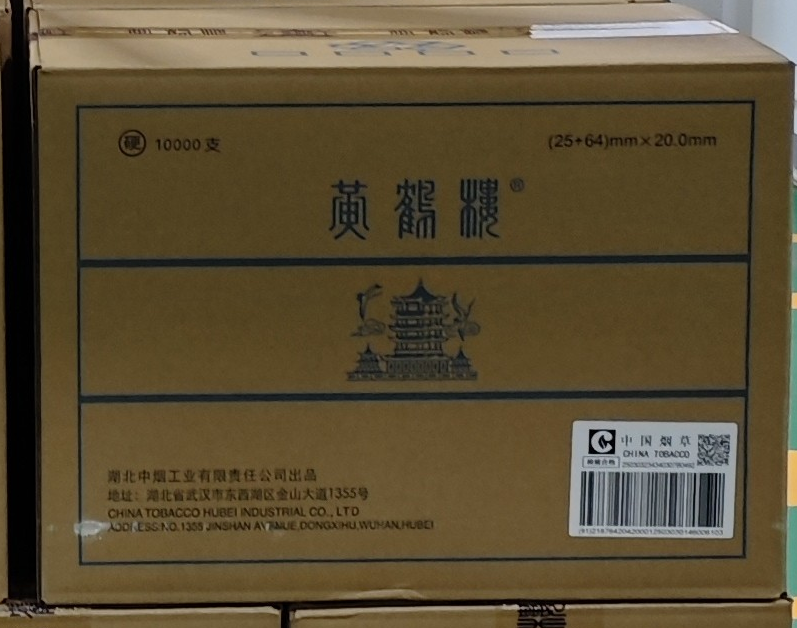 硬 10000支
(25+64)mm×20.0mm
黄鹤楼®
中国烟草
CHINA TOBACCO
湖北中烟工业有限责任公司出品
地址：湖北省武汉市东西湖区金山大道1355号
CHINA TOBACCO HUBEI INDUSTRIAL CO., LTD
ADDRESS:NO.1355 JINSHAN AVENUE,DONGXIHU,WUHAN,HUBEI